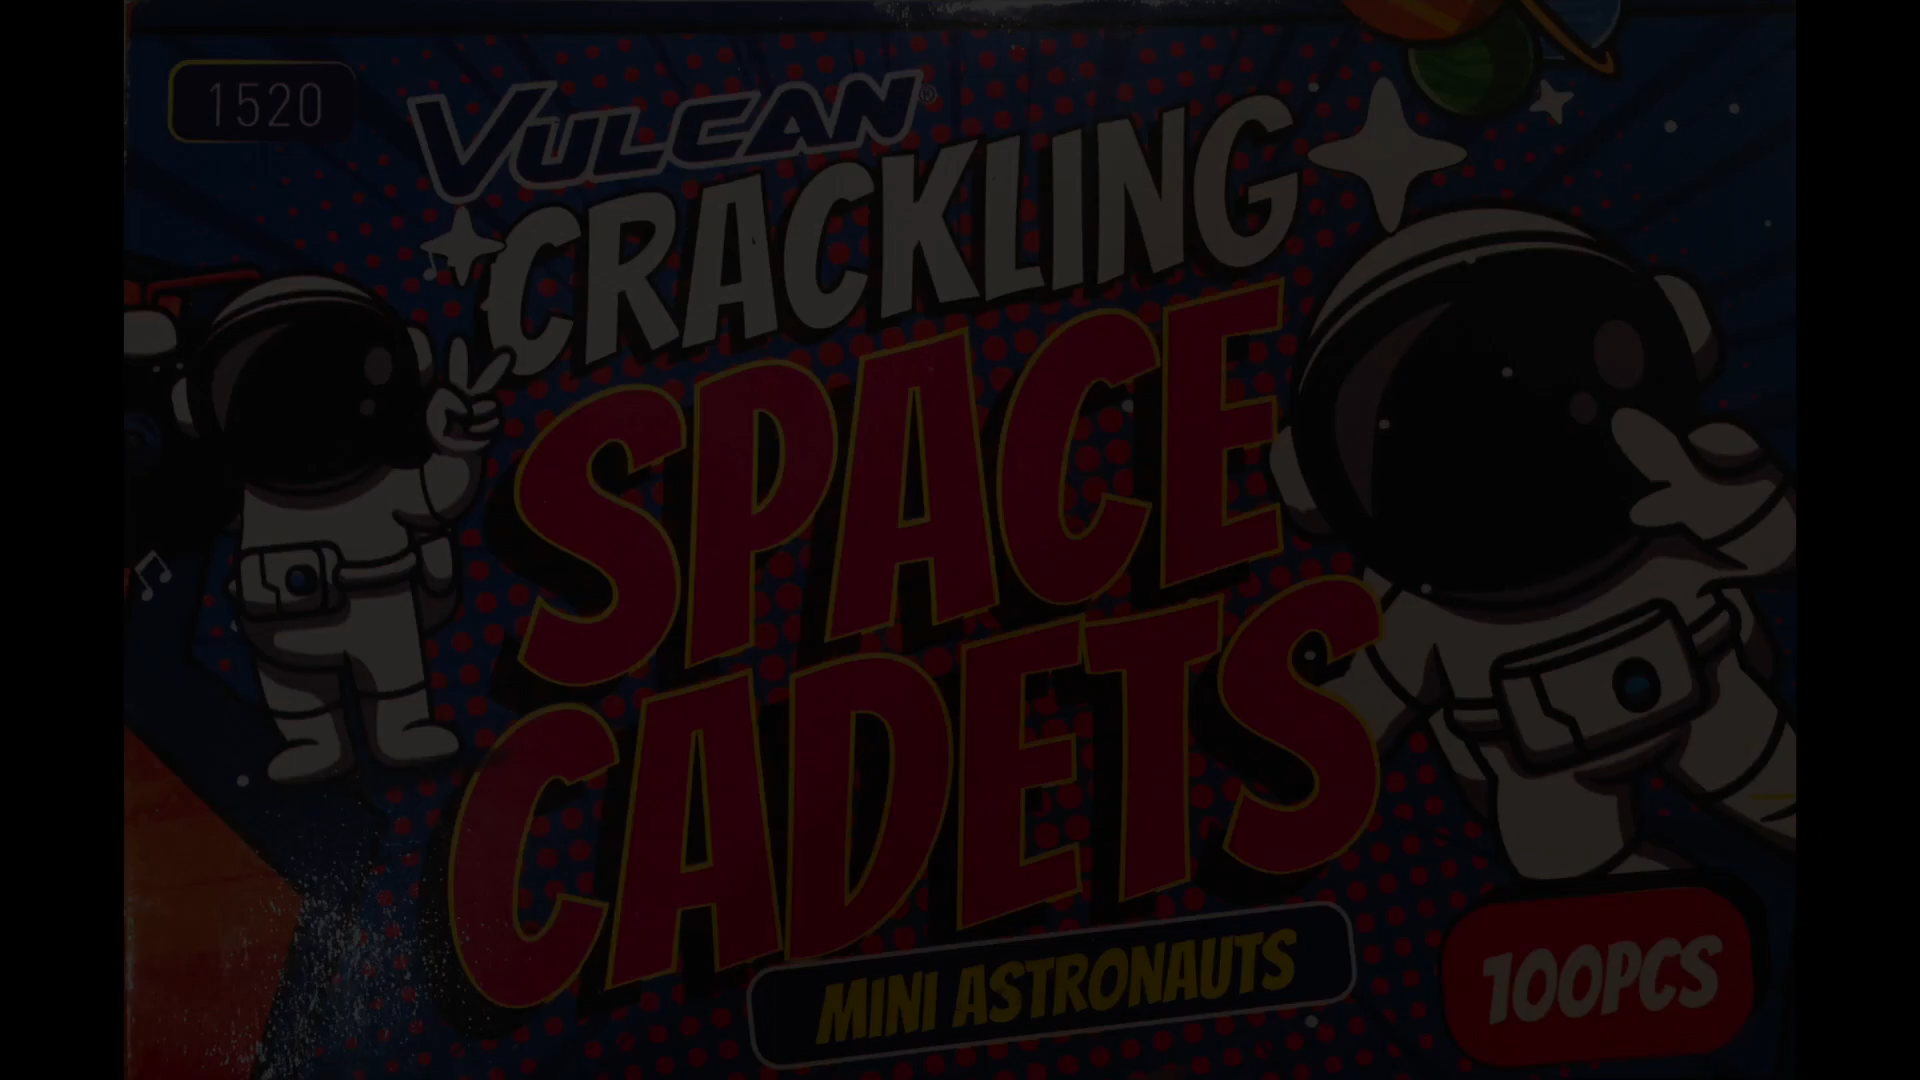 1520
VULCAN®
CRACKLING
SPACE
CADETS
MINI ASTRONAUTS
100PCS